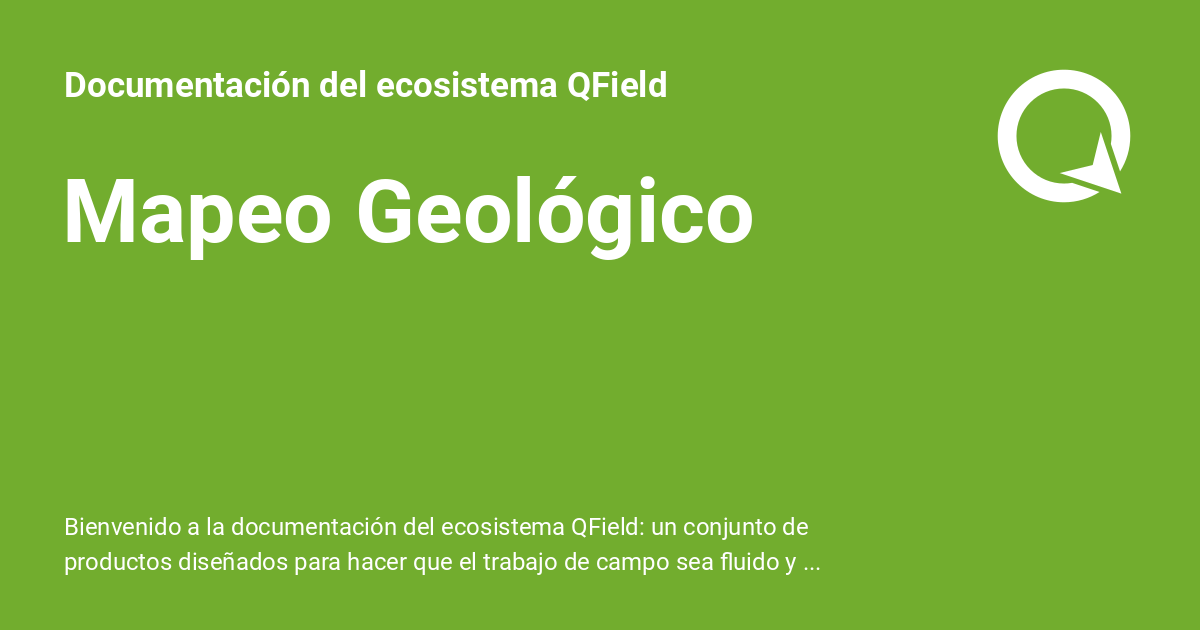 Documentación del ecosistema QField
Mapeo Geológico
Bienvenido a la documentación del ecosistema QField: un conjunto de
productos diseñados para hacer que el trabajo de campo sea fluido y ...